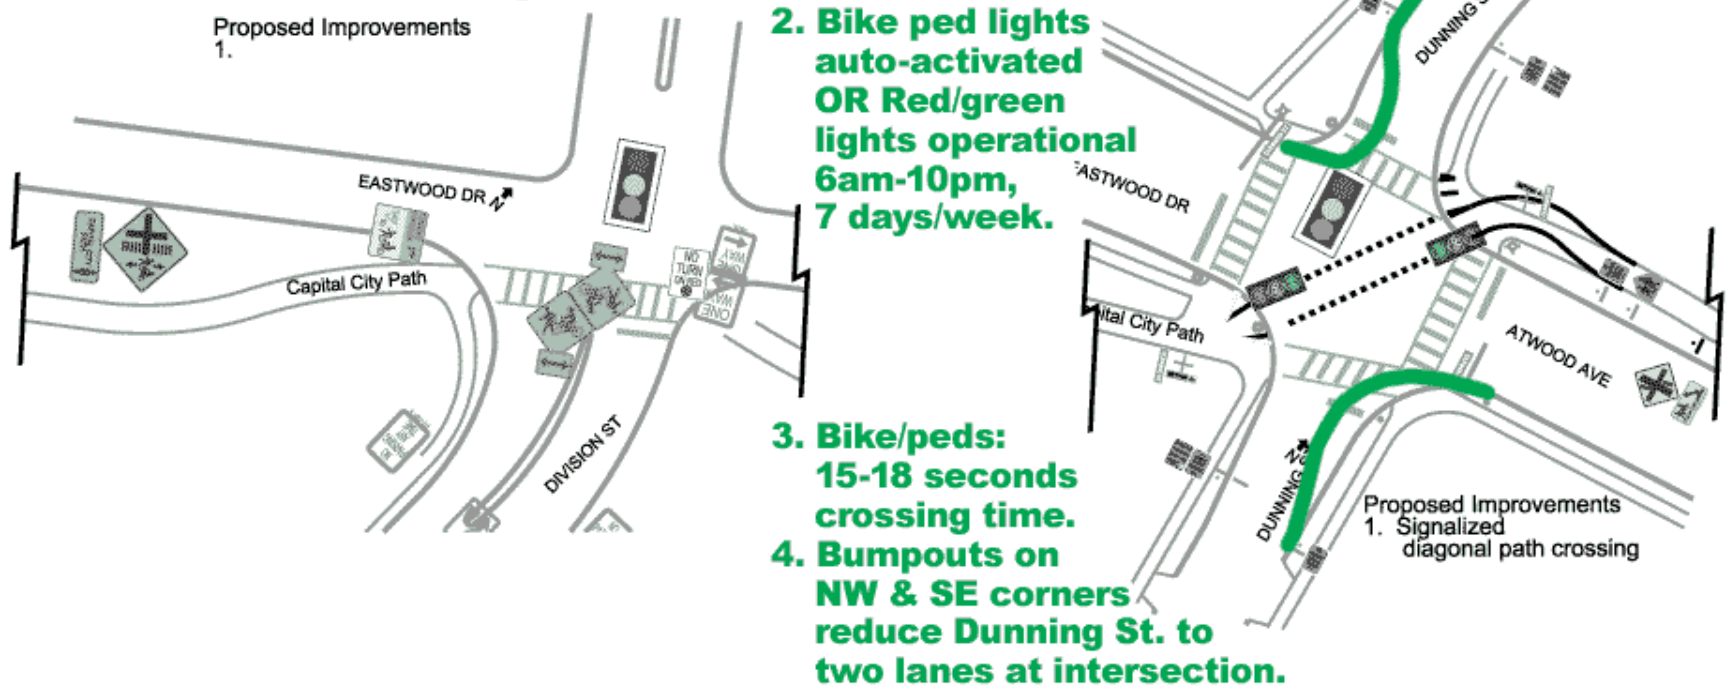 Proposed Improvements
1.
EASTWOOD DR
N
Capital City Path
NO
TURN
ON RED
ONE
WAY
DIVISION ST
2. Bike ped lights
auto-activated
OR Red/green
lights operational
6am-10pm,
7 days/week.
3. Bike/peds:
15-18 seconds
crossing time.
4. Bumpouts on
NW & SE corners
reduce Dunning St. to
two lanes at intersection.
DUNNING S
EASTWOOD DR
ital City Path
ATWOOD AVE
N
DUNNING S
Proposed Improvements
1. Signalized
diagonal path crossing